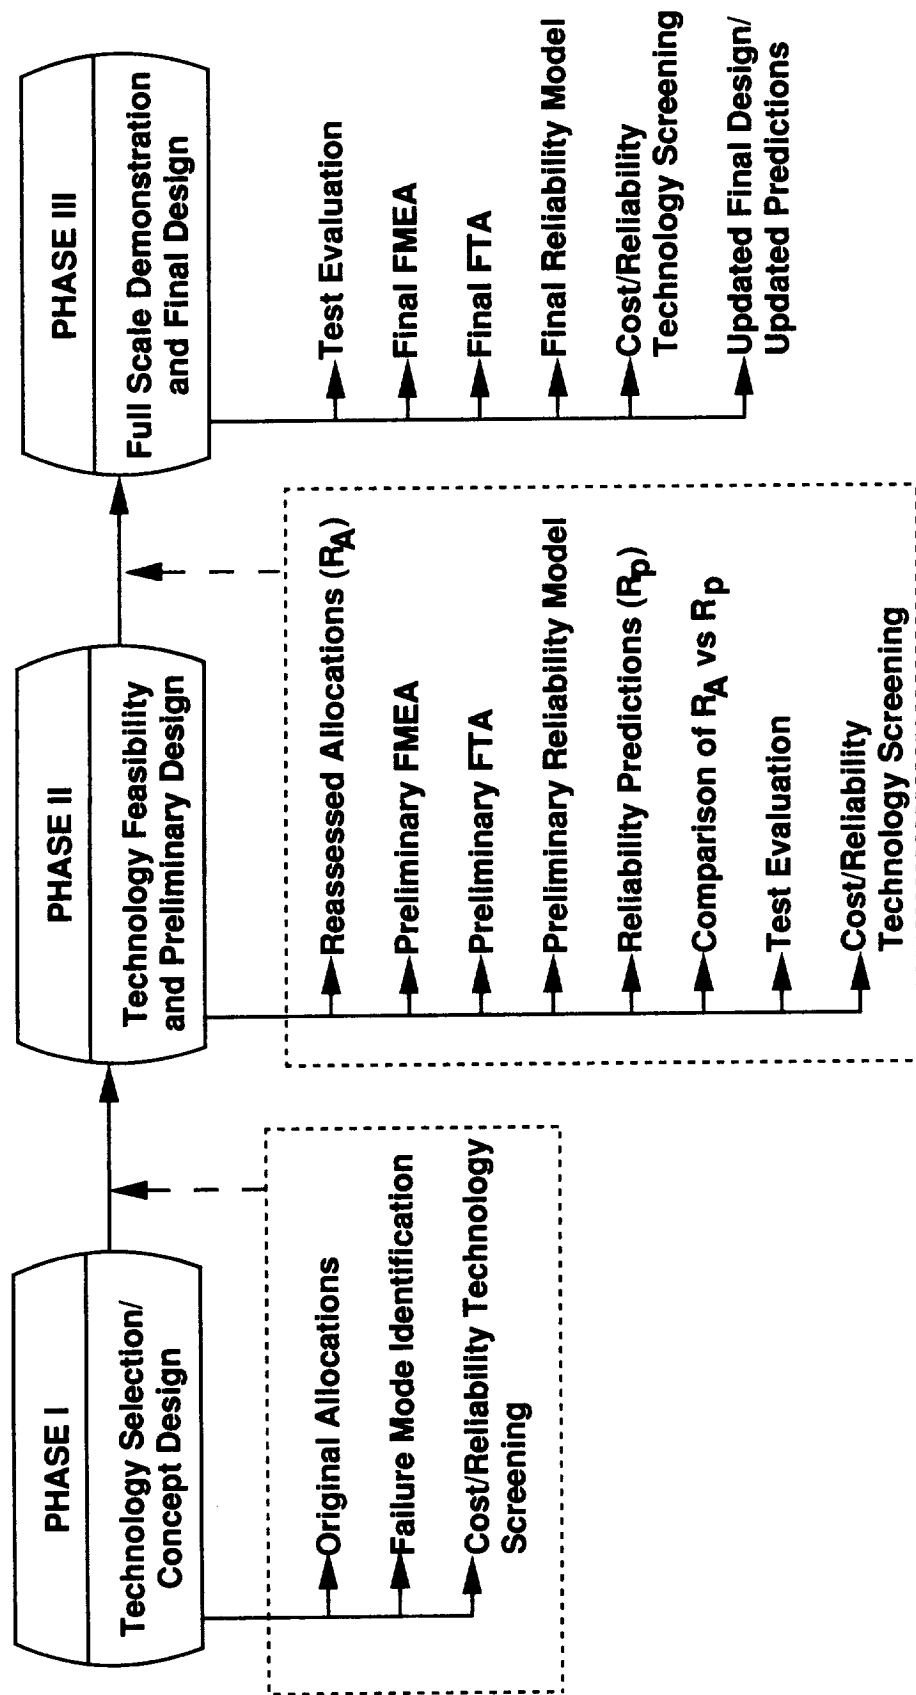 PHASE I
Technology Selection/
Concept Design
Original Allocations
Failure Mode Identification
Cost/Reliability Technology
Screening
PHASE II
Technology Feasibility
and Preliminary Design
Reassessed Allocations (RA)
Preliminary FMEA
Preliminary FTA
Preliminary Reliability Model
Reliability Predictions (Rp)
Comparison of RA vs Rp
Test Evaluation
Cost/Reliability
Technology Screening
PHASE III
Full Scale Demonstration
and Final Design
Test Evaluation
Final FMEA
Final FTA
Final Reliability Model
Cost/Reliability
Technology Screening
Updated Final Design/
Updated Predictions